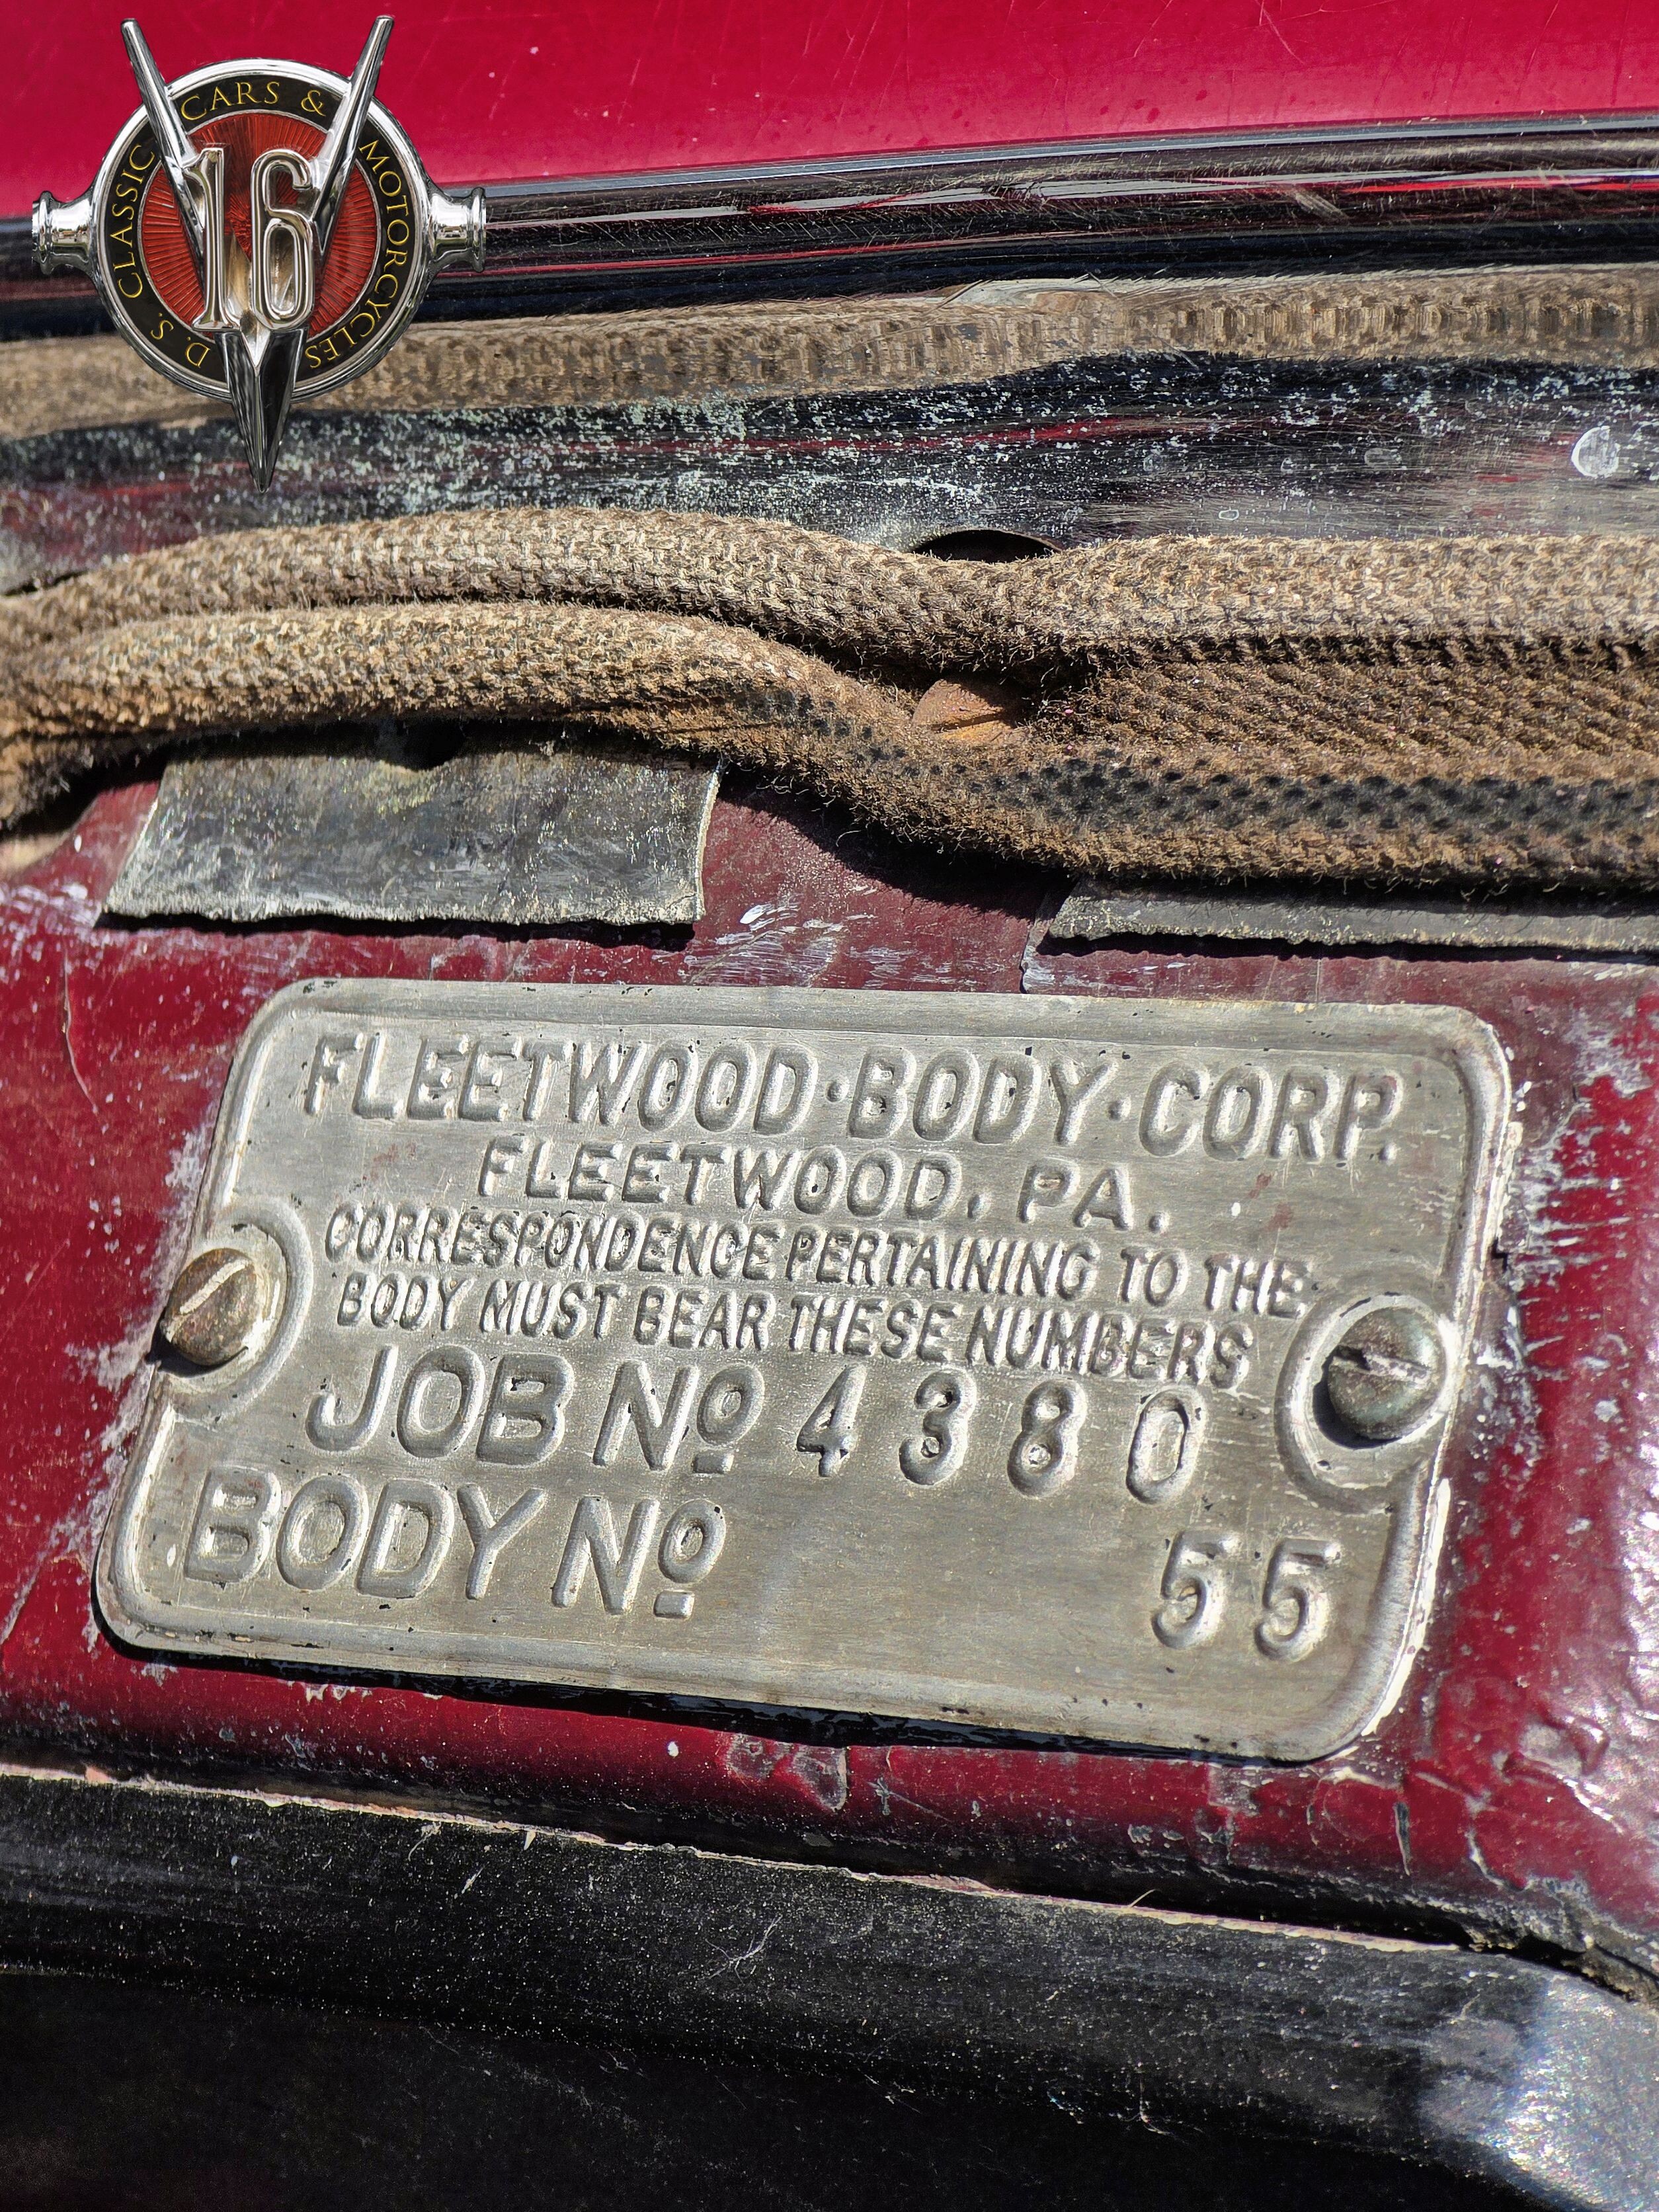 D. S. CLASSIC CARS & MOTORCYCLES
16
FLEETWOOD·BODY·CORP.
FLEETWOOD, PA.
CORRESPONDENCE PERTAINING TO THE
BODY MUST BEAR THESE NUMBERS
JOB Nº 4380
BODY Nº 55